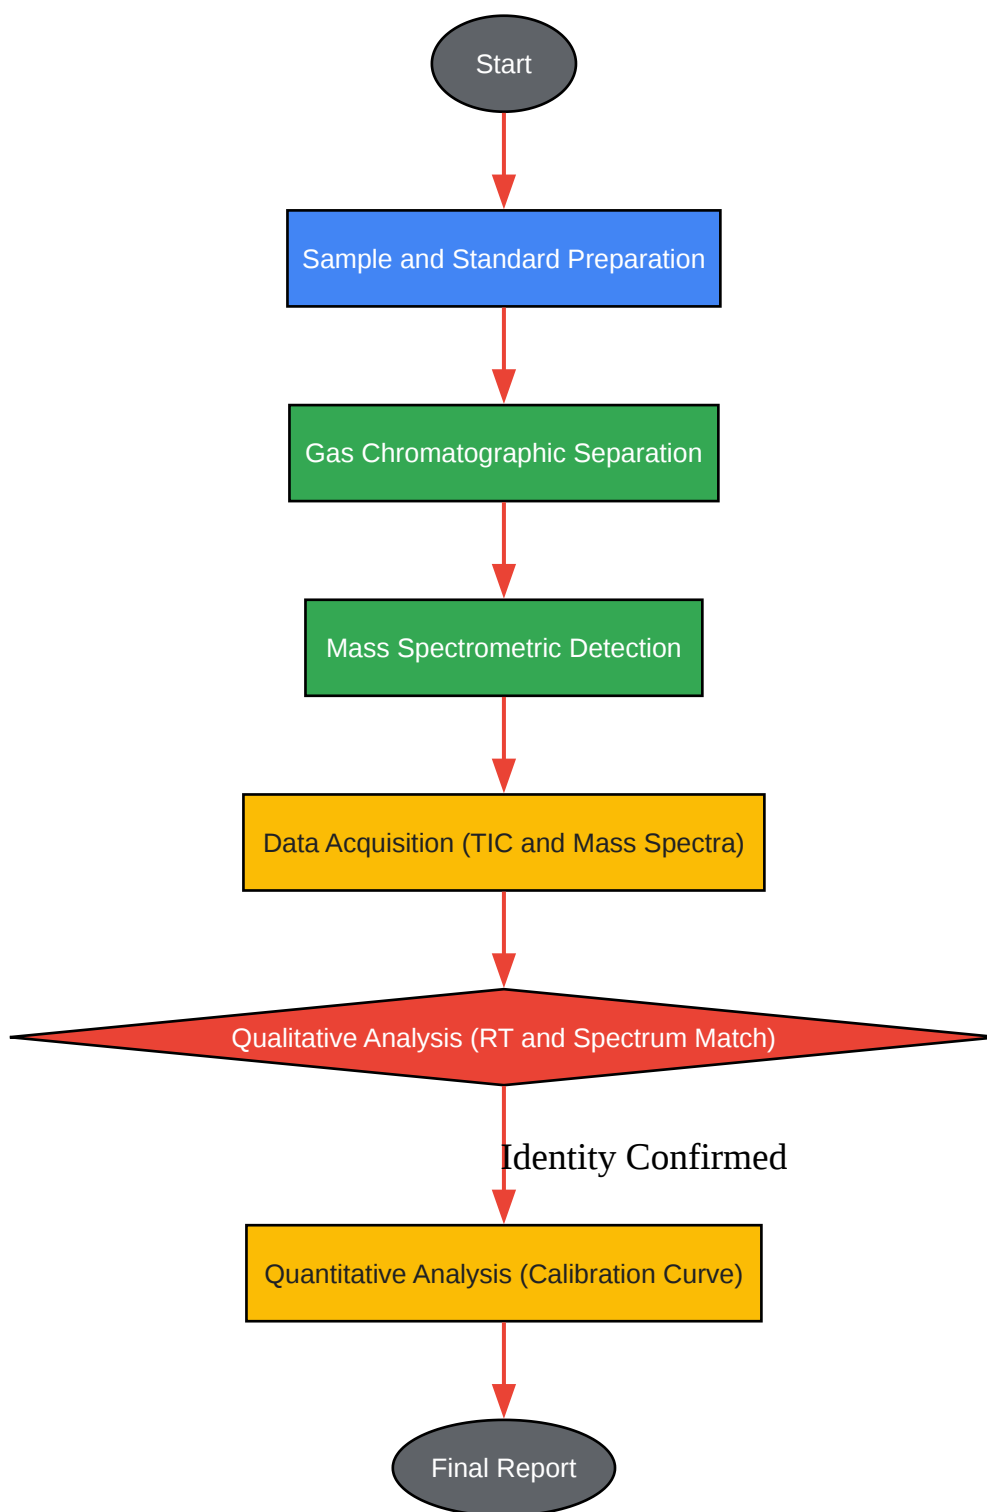 Start
Sample and Standard Preparation
Gas Chromatographic Separation
Mass Spectrometric Detection
Data Acquisition (TIC and Mass Spectra)
Qualitative Analysis (RT and Spectrum Match)
Identity Confirmed
Quantitative Analysis (Calibration Curve)
Final Report